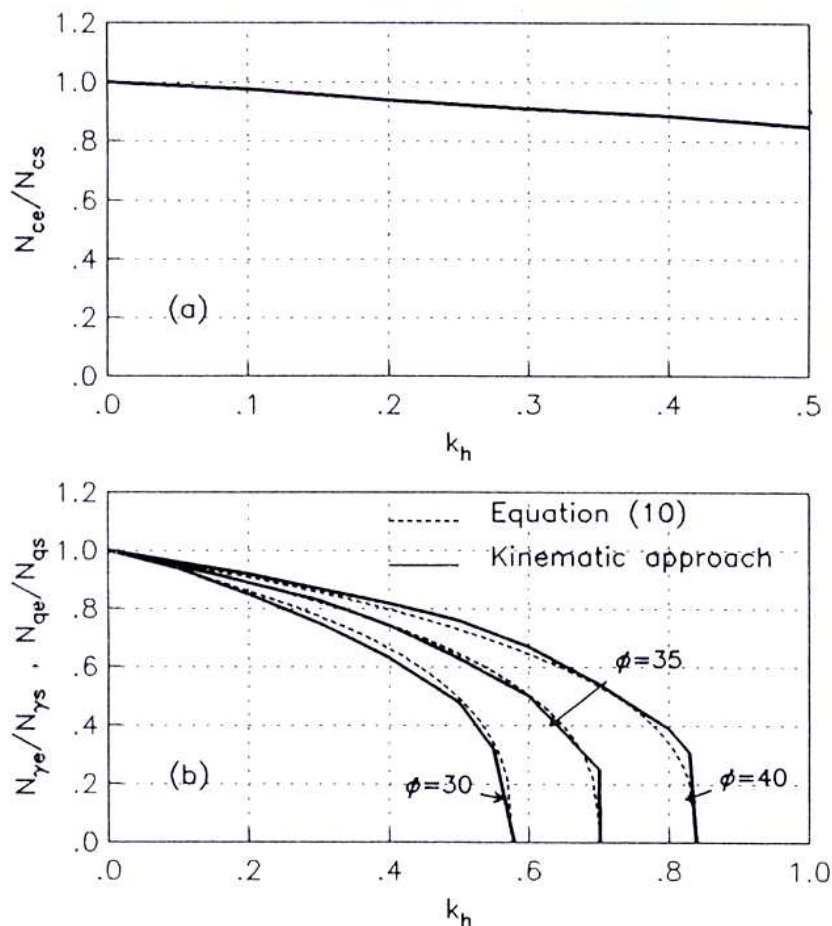 1.2
1.0
.8
.6
.4
.2
.0
N_ce/N_cs
(a)
.0 .1 .2 .3 .4 .5
k_h
1.2
1.0
.8
.6
.4
.2
.0
N_γe/N_γs , N_qe/N_qs
Equation (10)
Kinematic approach
ϕ=35
(b)
ϕ=30
ϕ=40
.0 .2 .4 .6 .8 1.0
k_h